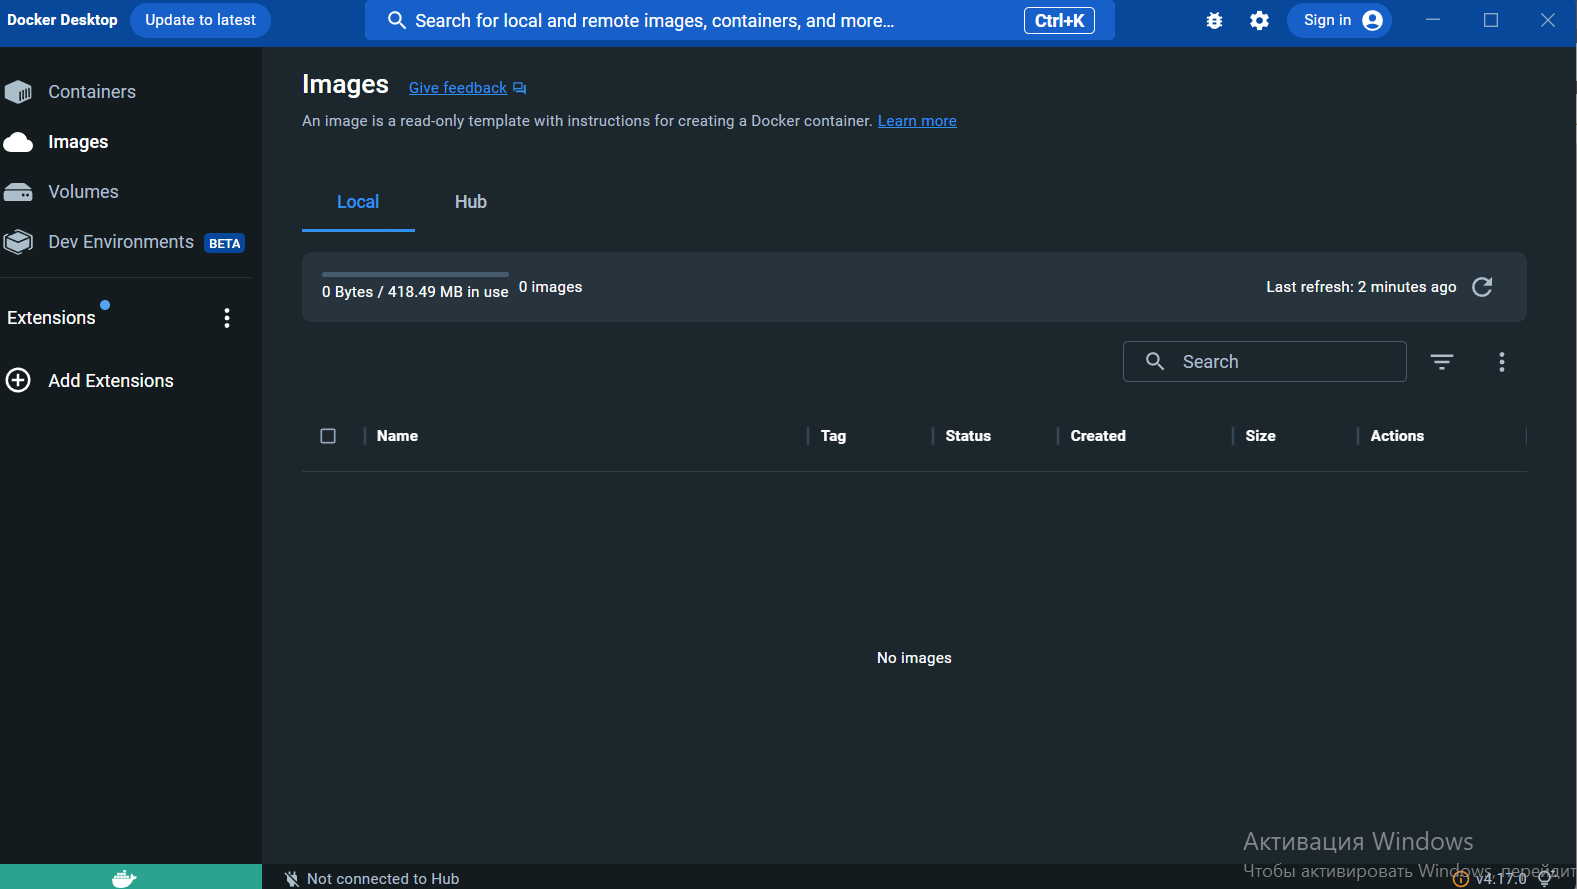 Docker Desktop
Update to latest
Search for local and remote images, containers, and more...
Ctrl+K
Sign in
Containers
Images
Volumes
Dev Environments BETA
Extensions
Add Extensions
Images
Give feedback
An image is a read-only template with instructions for creating a Docker container. Learn more
Local
Hub
0 Bytes / 418.49 MB in use
0 images
Last refresh: 2 minutes ago
Search
Name
Tag
Status
Created
Size
Actions
No images
Активация Windows
Чтобы активировать Windows, перейдит
Not connected to Hub
v4.17.0